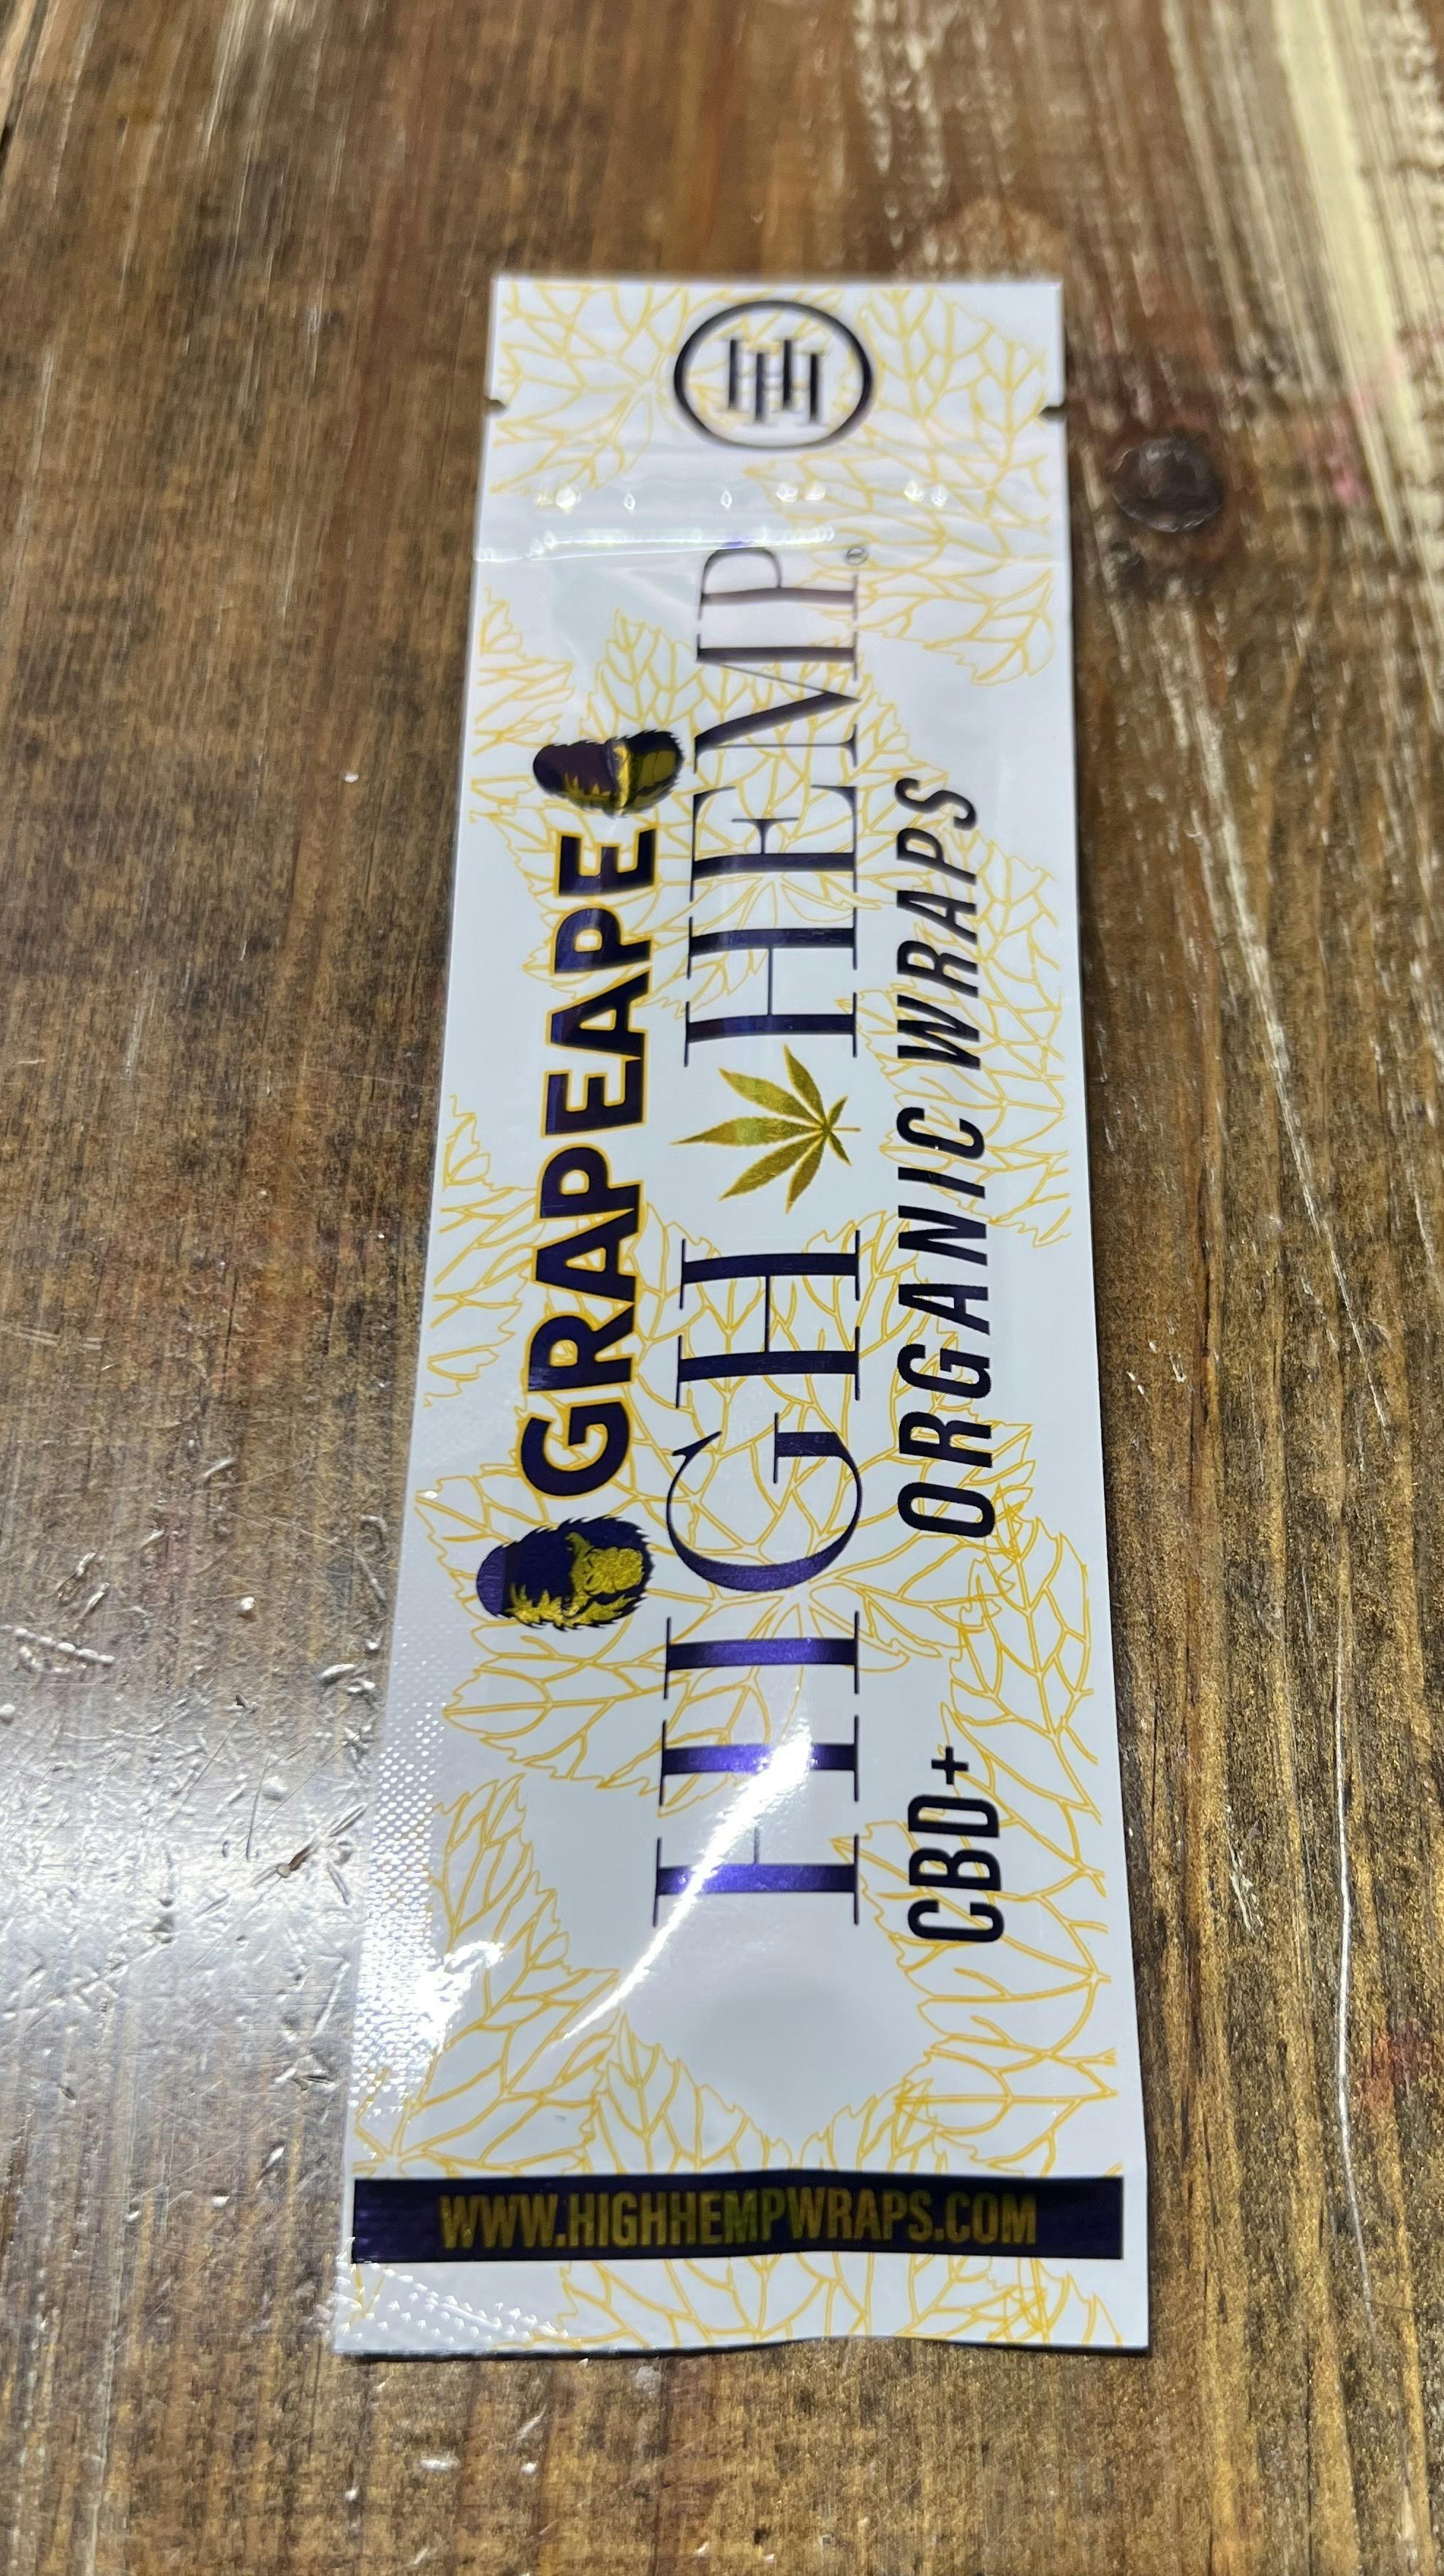 GRAPEAPE
HIGH HEMP®
CBD+ ORGANIC WRAPS
WWW.HIGHHEMPWRAPS.COM